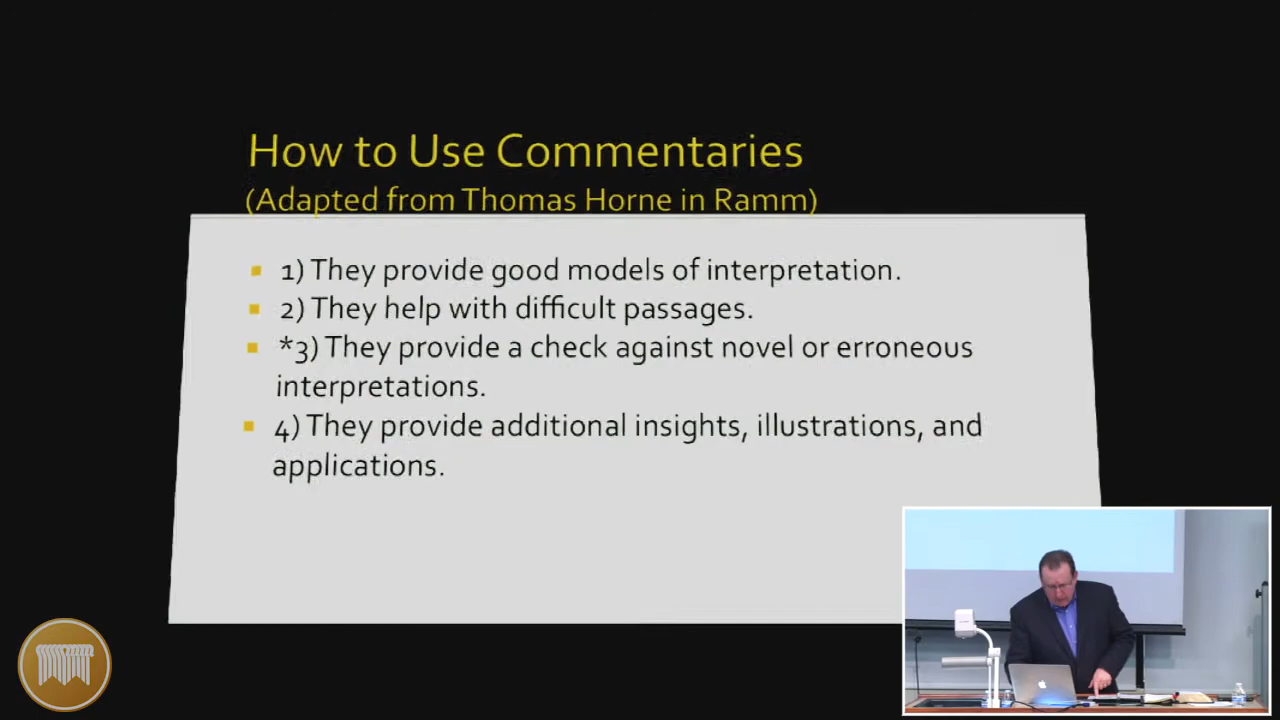 How to Use Commentaries
(Adapted from Thomas Horne in Ramm)
1) They provide good models of interpretation.
2) They help with difficult passages.
*3) They provide a check against novel or erroneous
interpretations.
4) They provide additional insights, illustrations, and
applications.